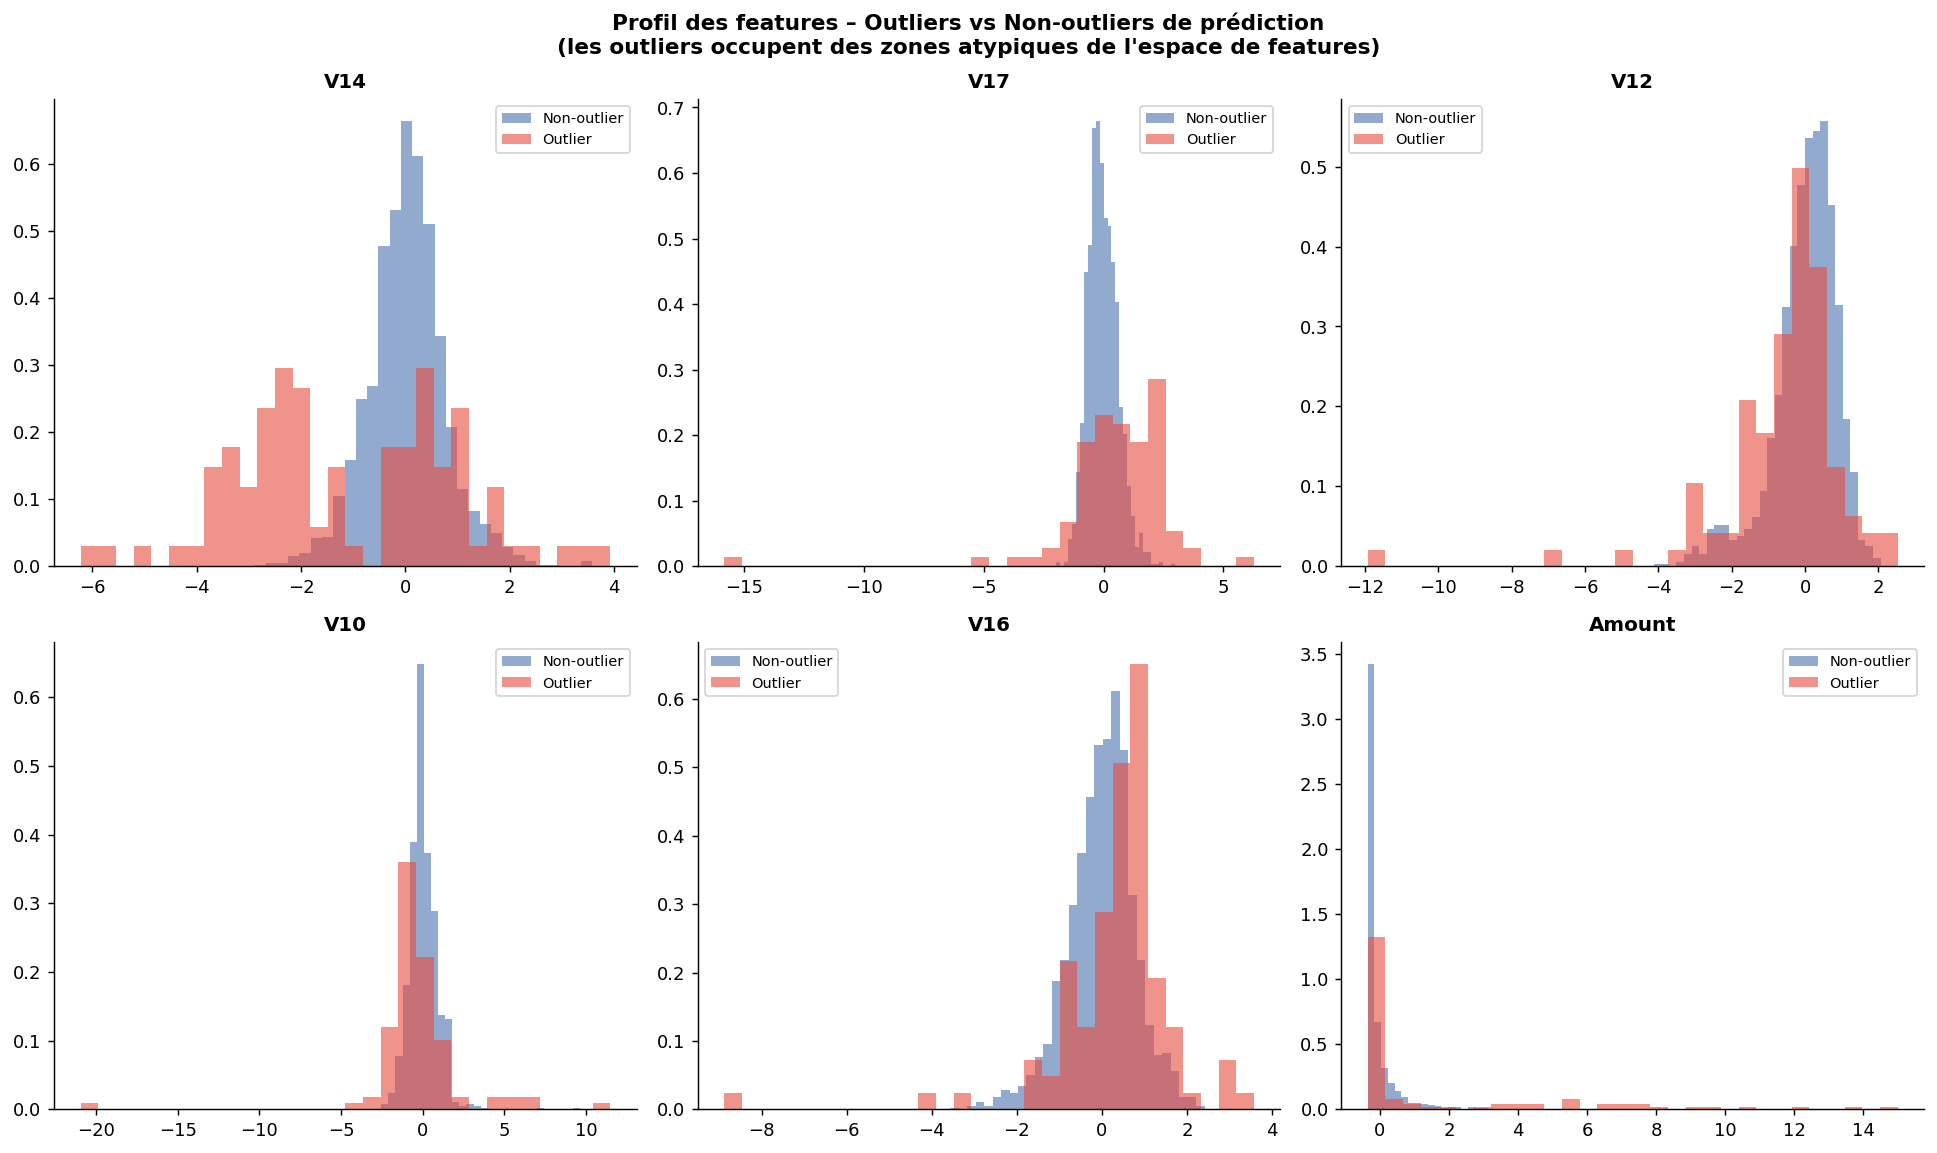 Profil des features – Outliers vs Non-outliers de prédiction
(les outliers occupent des zones atypiques de l'espace de features)
V14
Non-outlier
Outlier
0.6
0.5
0.4
0.3
0.2
0.1
0.0
−6 −4 −2 0 2 4
V17
Non-outlier
Outlier
0.7
0.6
0.5
0.4
0.3
0.2
0.1
0.0
−15 −10 −5 0 5
V12
Non-outlier
Outlier
0.5
0.4
0.3
0.2
0.1
0.0
−12 −10 −8 −6 −4 −2 0 2
V10
Non-outlier
Outlier
0.6
0.5
0.4
0.3
0.2
0.1
0.0
−20 −15 −10 −5 0 5 10
V16
Non-outlier
Outlier
0.6
0.5
0.4
0.3
0.2
0.1
0.0
−8 −6 −4 −2 0 2 4
Amount
Non-outlier
Outlier
3.5
3.0
2.5
2.0
1.5
1.0
0.5
0.0
0 2 4 6 8 10 12 14